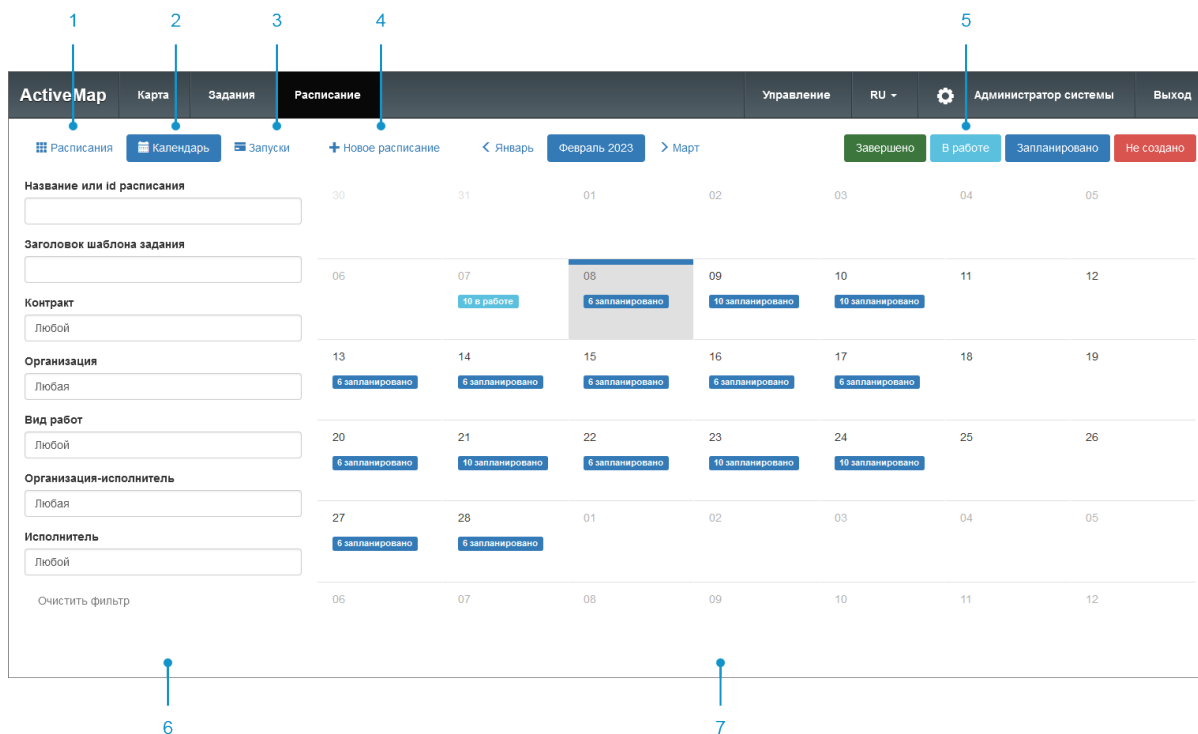 1 2 3 4 5
ActiveMap Карта Задания Расписание Управление RU Администратор системы Выход
Расписания Календарь Запуски Новое расписание Январь Февраль 2023 Март Завершено В работе Запланировано Не создано
Название или id расписания
30 31 01 02 03 04 05
Заголовок шаблона задания
06 07 08 09 10 11 12
Контракт
10 в работе 6 запланировано 10 запланировано 10 запланировано
Любой
Организация
13 14 15 16 17 18 19
Любая
6 запланировано 6 запланировано 6 запланировано 6 запланировано 6 запланировано
Вид работ
20 21 22 23 24 25 26
Любой
6 запланировано 10 запланировано 6 запланировано 10 запланировано 10 запланировано
Организация-исполнитель
Любая
27 28 01 02 03 04 05
Исполнитель
6 запланировано 6 запланировано
Любой
Очистить фильтр
06 07 08 09 10 11 12
6 7